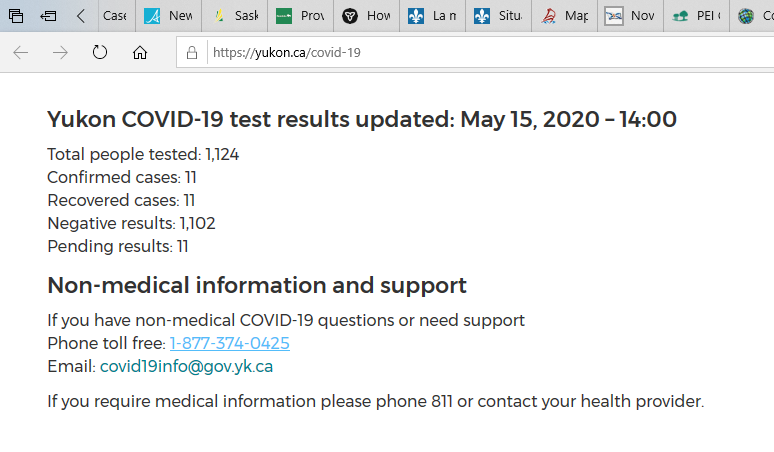 Case
New
Sask
Prov
How
La m
Situ
Map
Nov
PEI
Co
https://yukon.ca/covid-19
Yukon COVID-19 test results updated: May 15, 2020 – 14:00
Total people tested: 1,124
Confirmed cases: 11
Recovered cases: 11
Negative results: 1,102
Pending results: 11
Non-medical information and support
If you have non-medical COVID-19 questions or need support
Phone toll free: 1-877-374-0425
Email: covid19info@gov.yk.ca
If you require medical information please phone 811 or contact your health provider.